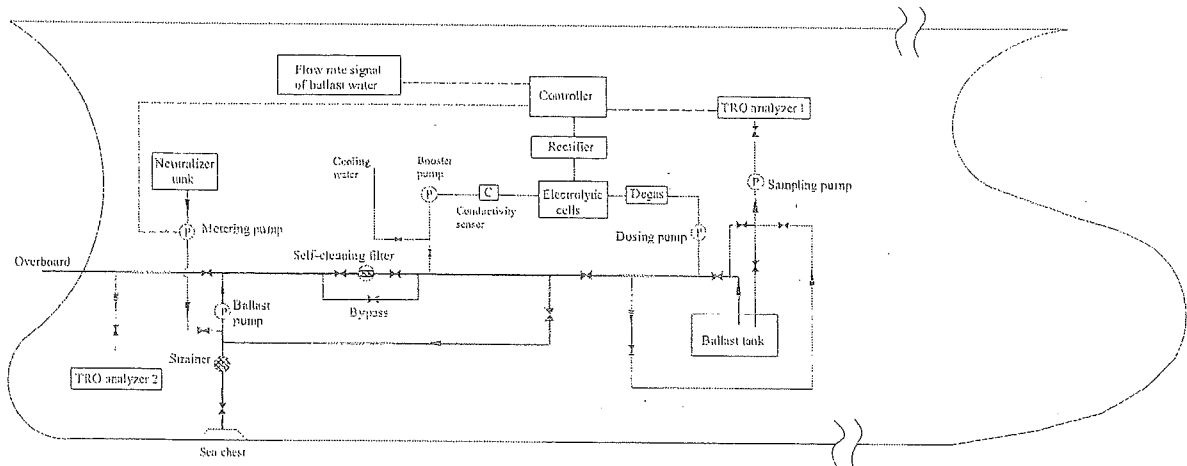 Flow rate signal
of ballast water
Controller
TRO analyzer 1
Rectifier
Neutralizer
tank
Cooling
water
Booster
pump
P
C
Electrolytic
cells
Degas
P
Sampling pump
Conductivity
sensor
P
Metering pump
Dosing pump
P
Overboard
Self-cleaning filter
P
Ballast
pump
Bypass
Ballast tank
Strainer
TRO analyzer 2
Sea chest